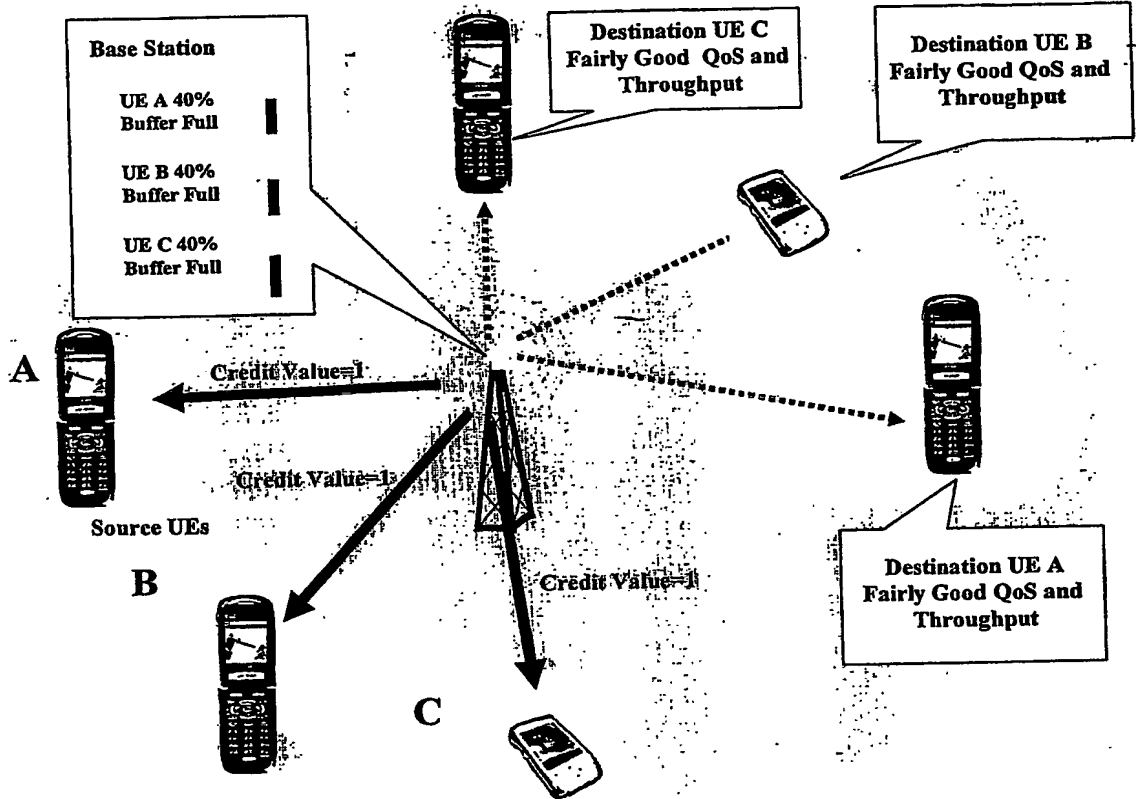 Base Station
UE A 40%
Buffer Full
UE B 40%
Buffer Full
UE C 40%
Buffer Full
Destination UE C
Fairly Good QoS and
Throughput
Destination UE B
Fairly Good QoS and
Throughput
A
Credit Value=1
Credit Value=1
Source UEs
B
Credit Value=1
Destination UE A
Fairly Good QoS and
Throughput
C